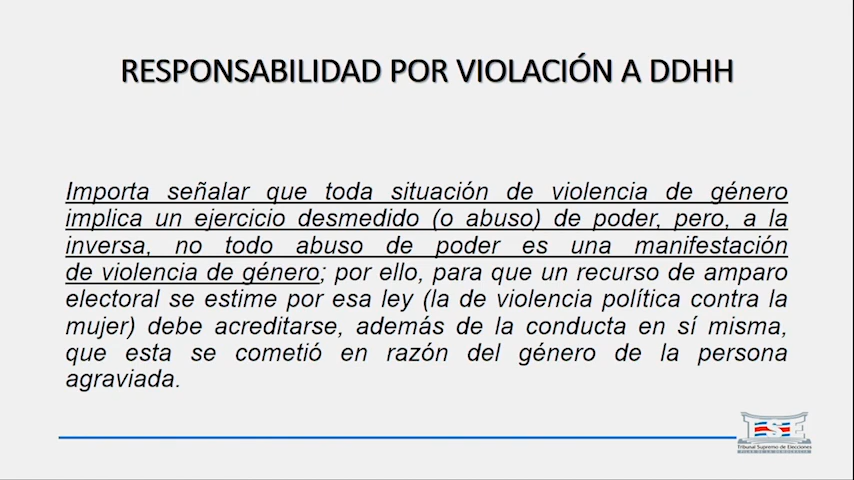 RESPONSABILIDAD POR VIOLACIÓN A DDHH
Importa señalar que toda situación de violencia de género
implica un ejercicio desmedido (o abuso) de poder, pero, a la
inversa, no todo abuso de poder es una manifestación
de violencia de género; por ello, para que un recurso de amparo
electoral se estime por esa ley (la de violencia política contra la
mujer) debe acreditarse, además de la conducta en sí misma,
que esta se cometió en razón del género de la persona
agraviada.
TSE
Tribunal Supremo de Elecciones